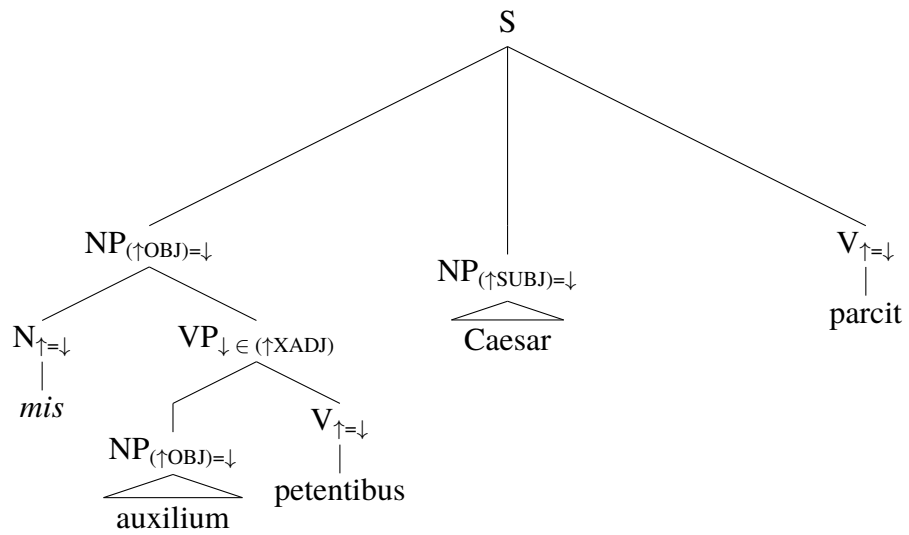 S
NP(↑OBJ)=↓
NP(↑SUBJ)=↓
V↑=↓
N↑=↓
VP↓ ∈ (↑XADJ)
Caesar
parcit
mis
NP(↑OBJ)=↓
V↑=↓
auxilium
petentibus